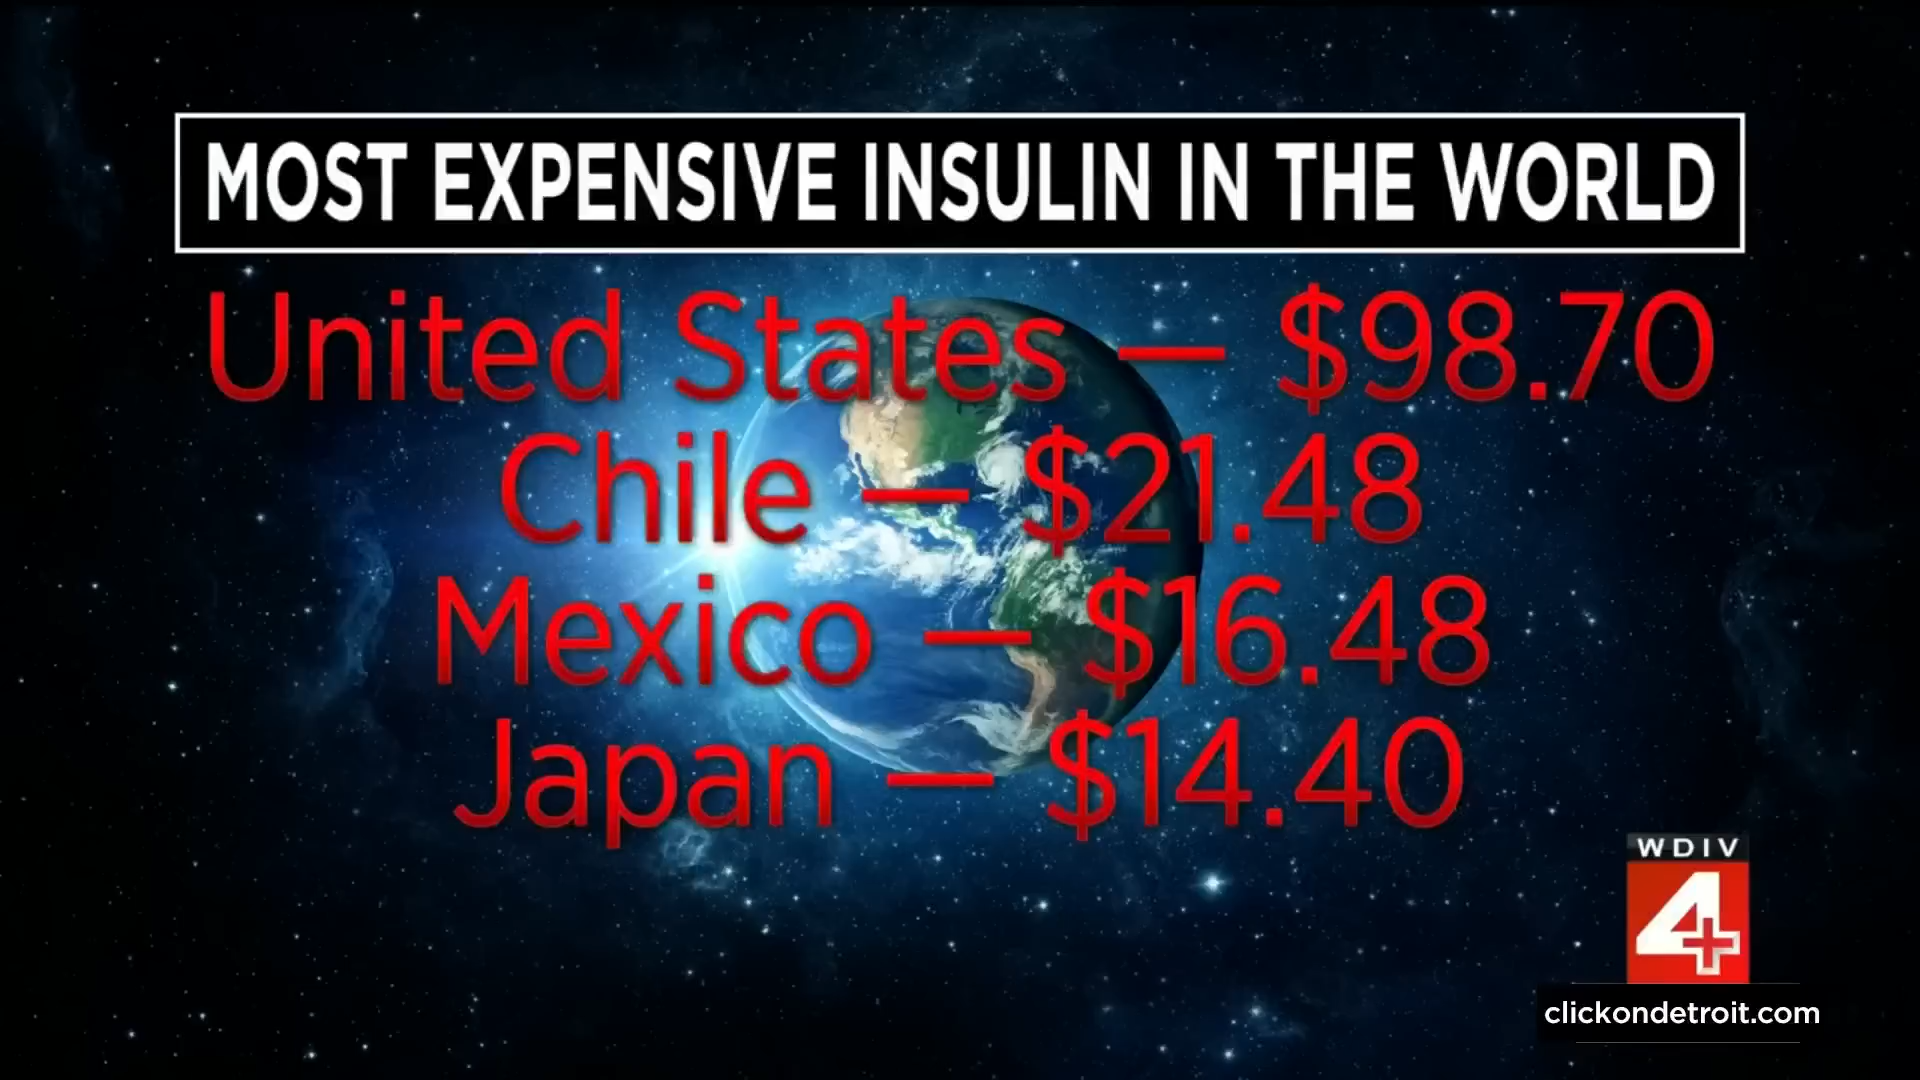 MOST EXPENSIVE INSULIN IN THE WORLD
United States — $98.70
Chile — $21.48
Mexico — $16.48
Japan — $14.40
WDIV
4+
clickondetroit.com